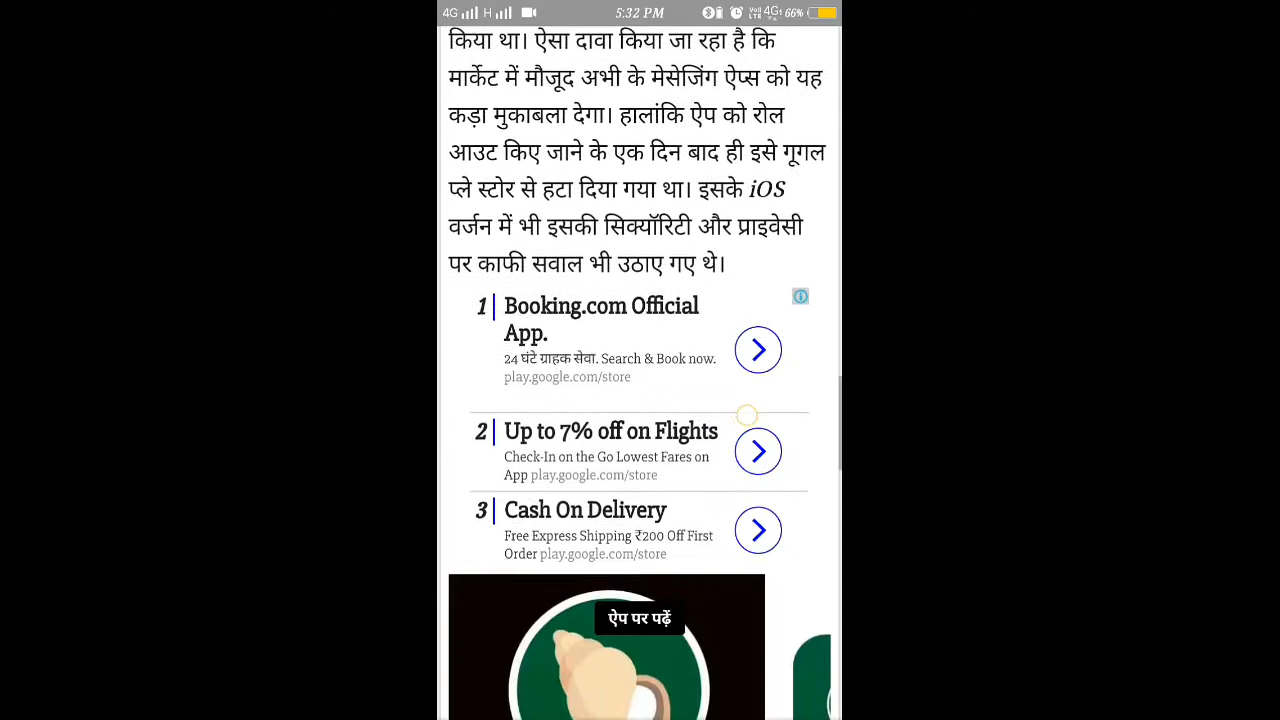 4G H 5:32 PM VoLTE 4G 66%
किया था। ऐसा दावा किया जा रहा है कि
मार्केट में मौजूद अभी के मेसेजिंग ऐप्स को यह
कड़ा मुकाबला देगा। हालांकि ऐप को रोल
आउट किए जाने के एक दिन बाद ही इसे गूगल
प्ले स्टोर से हटा दिया गया था। इसके iOS
वर्जन में भी इसकी सिक्यॉरिटी और प्राइवेसी
पर काफी सवाल भी उठाए गए थे।
1 Booking.com Official
App.
24 घंटे ग्राहक सेवा. Search & Book now.
play.google.com/store
2 Up to 7% off on Flights
Check-In on the Go Lowest Fares on
App play.google.com/store
3 Cash On Delivery
Free Express Shipping ₹200 Off First
Order play.google.com/store
ऐप पर पढ़ें